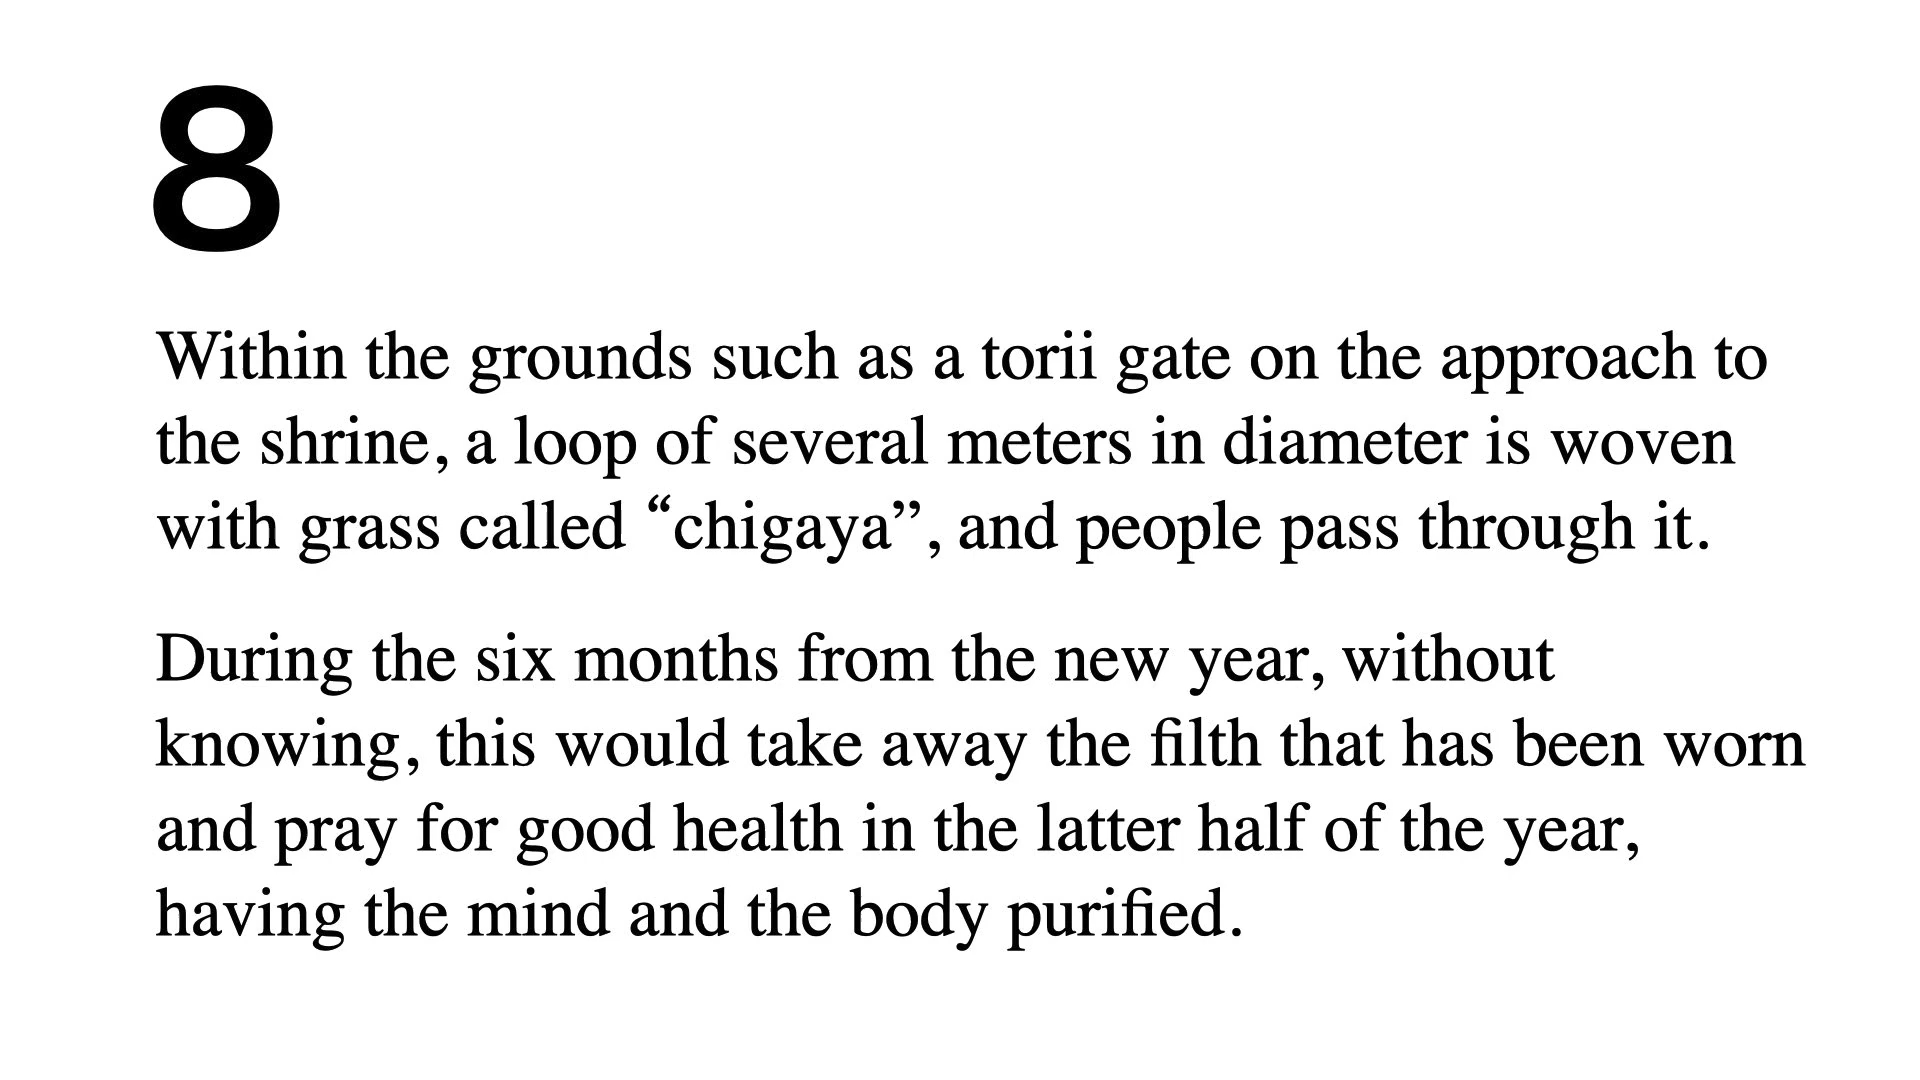 8
Within the grounds such as a torii gate on the approach to
the shrine, a loop of several meters in diameter is woven
with grass called “chigaya”, and people pass through it.
During the six months from the new year, without
knowing, this would take away the filth that has been worn
and pray for good health in the latter half of the year,
having the mind and the body purified.